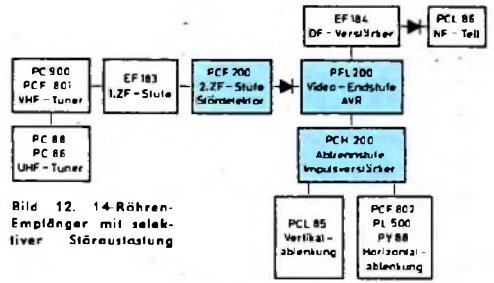 EF 184
DF - Verstärker
PCL 86
NF - Teil
PC 900
PCF 801
VHF - Tuner
EF 183
1.ZF - Stufe
PCF 200
2.ZF - Stufe
Stördetektor
PFL 200
Video - Endstufe
AVR
PC 88
PC 86
UHF - Tuner
PCH 200
Abtrennstufe
Impulsverstärker
Bild 12. 14-Röhren-
Empfänger mit selek-
tiver Störaustastung
PCL 85
Vertikal-
ablenkung
PCF 802
PL 500
PY 88
Horizontal-
ablenkung